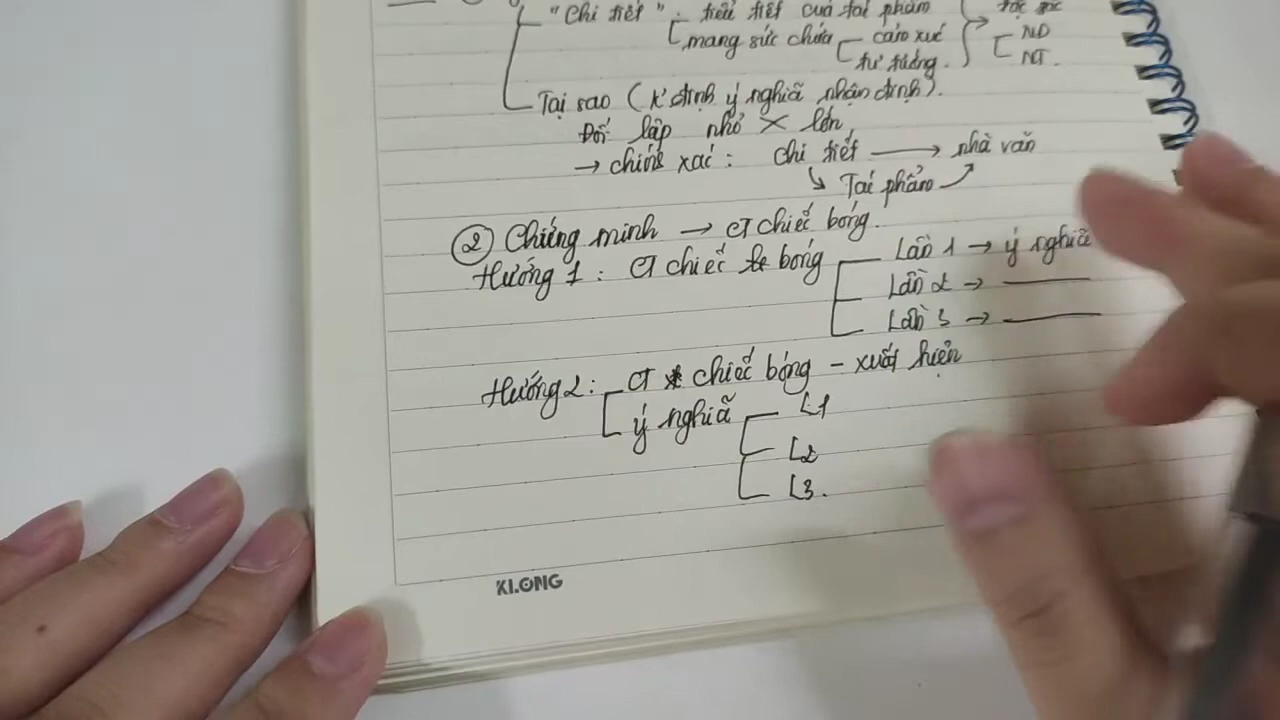 "Chi tiết" - tiểu tiết của tác phẩm
mang sức chứa cảm xúc
tư tưởng.
ND
NT.
Tại sao (k.định ý nghĩa nhận định).
Đối lập nhỏ X lớn
→ chính xác: chi tiết → nhà văn
↳ Tác phẩm
② Chứng minh → CT chiếc bóng.
Hướng 1: CT chiếc bóng
Lần 1 → ý nghĩa
Lần 2 →
Lần 3 →
Hướng 2: CT chiếc bóng - xuất hiện
ý nghĩa
L1
L2
L3.
KLONG